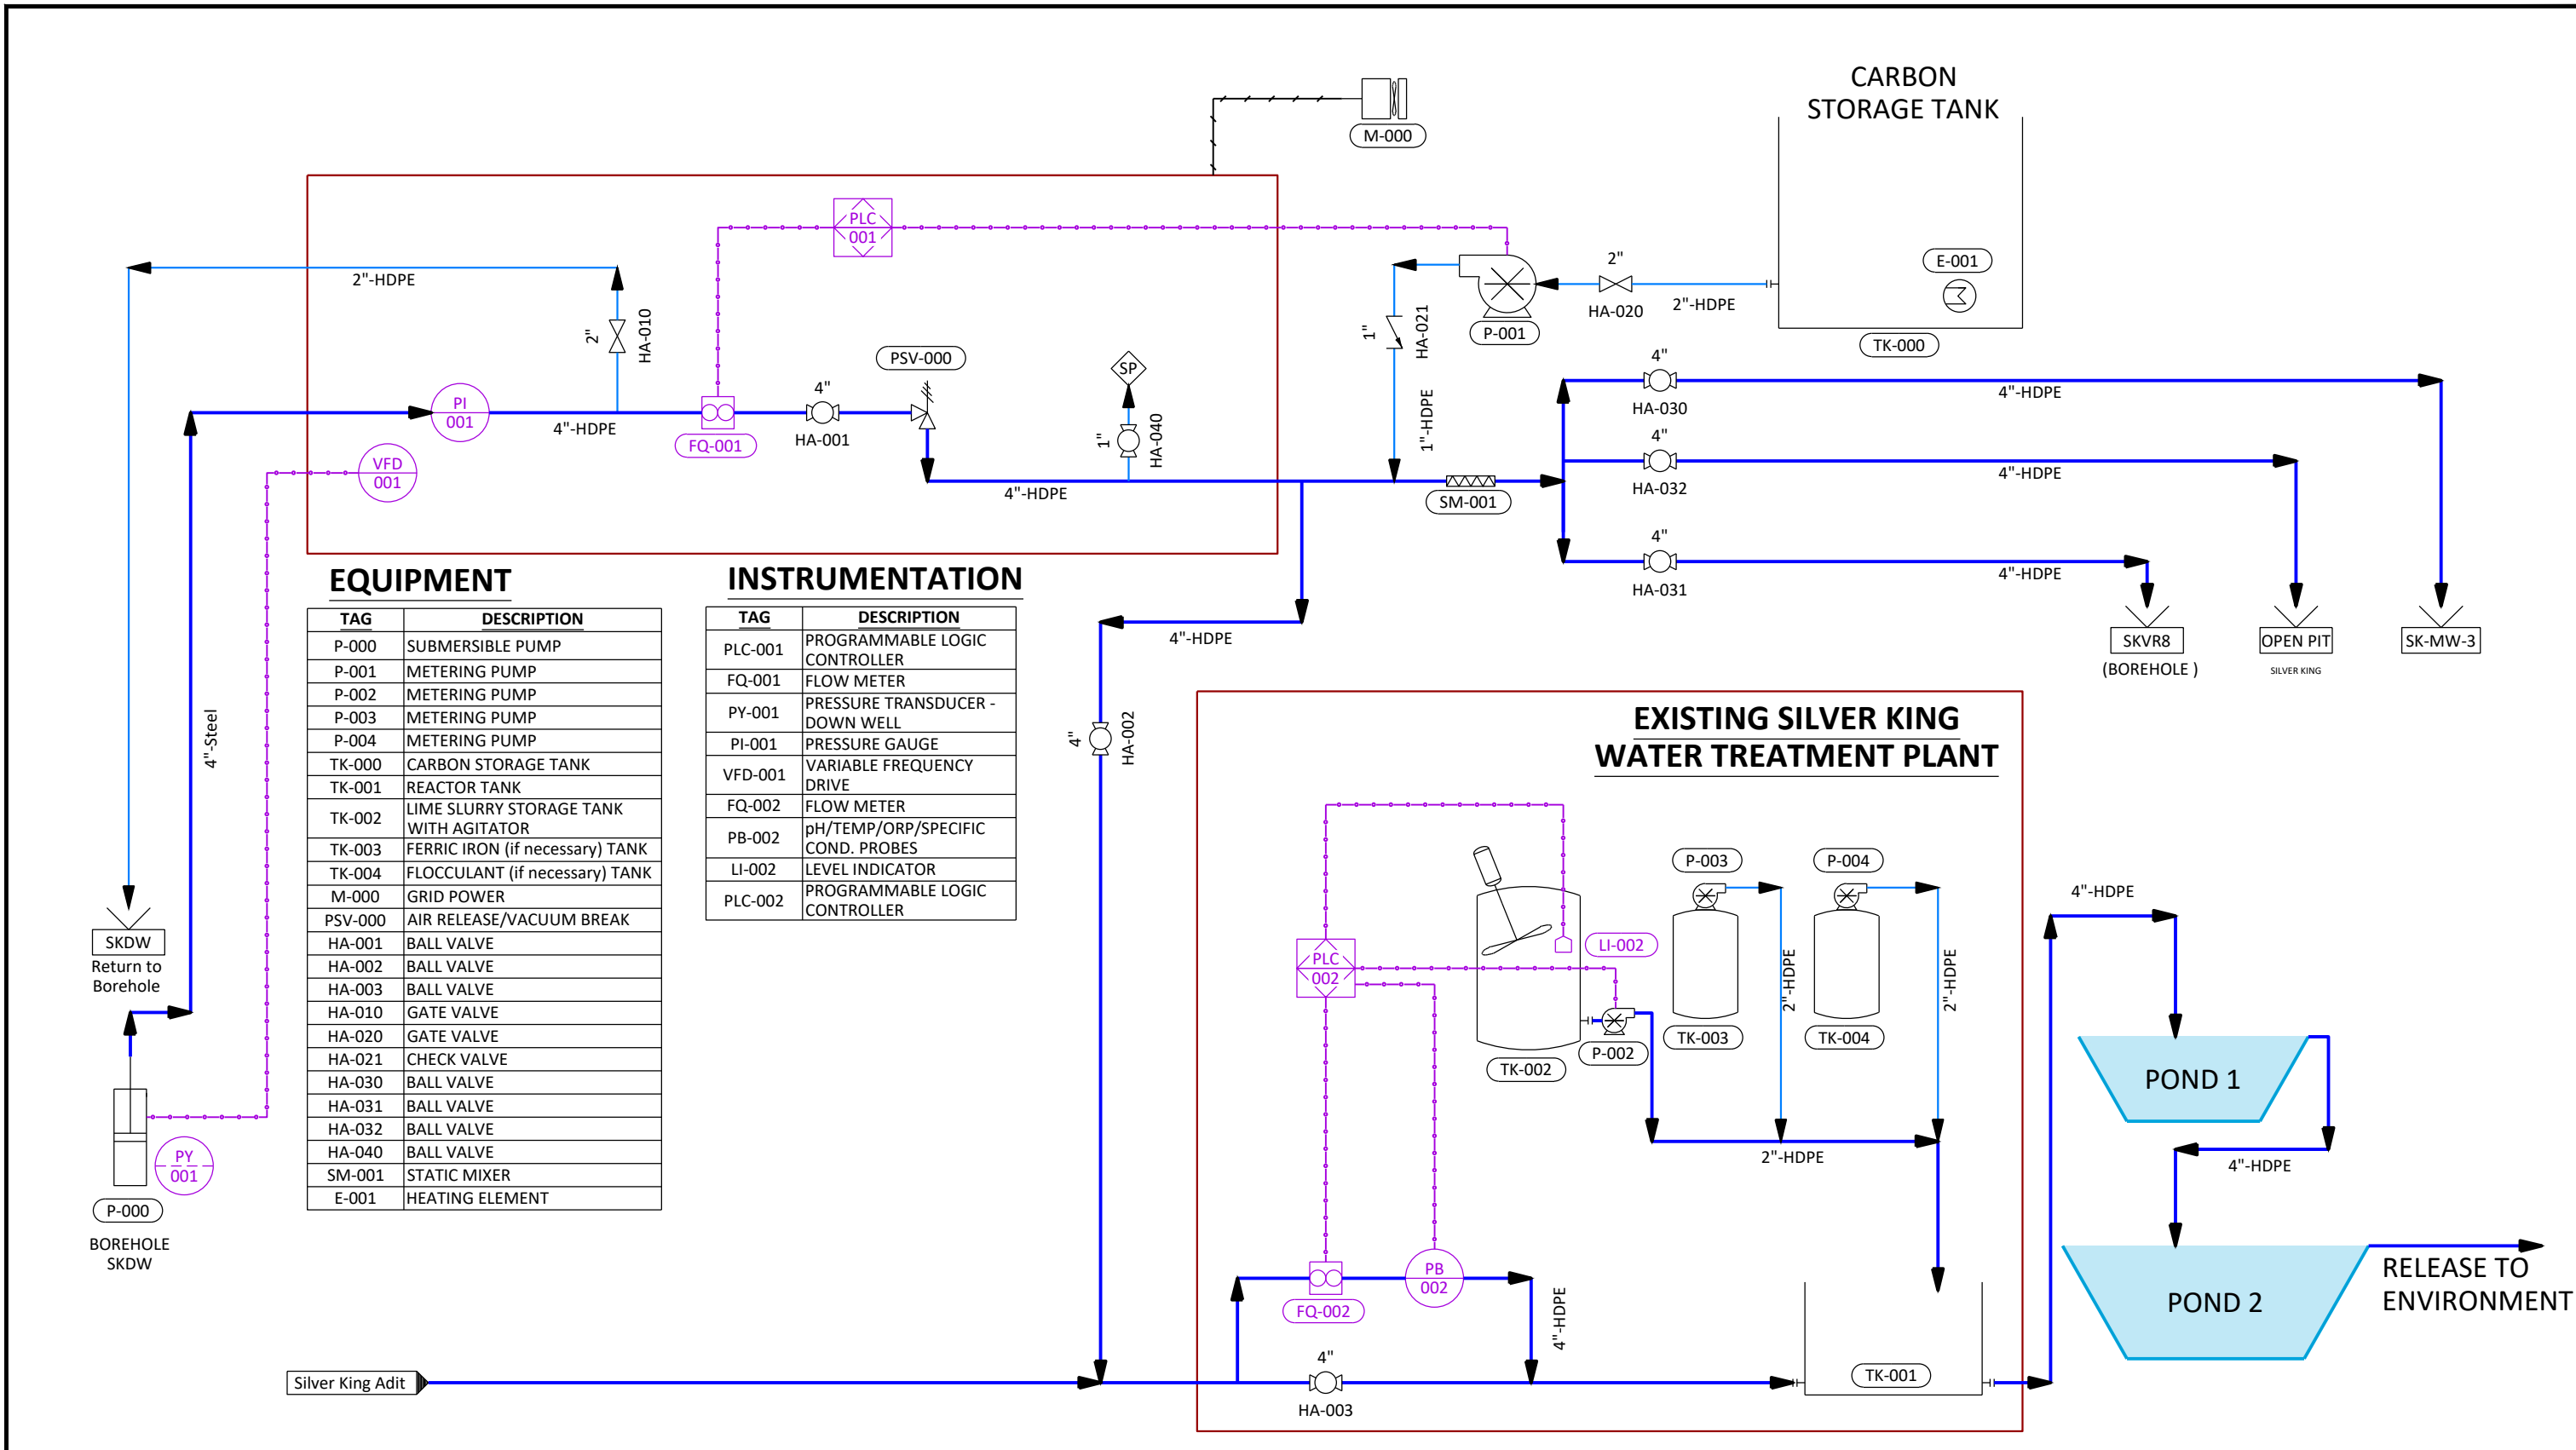 CARBON
STORAGE TANK
M-000
PLC
001
E-001
2"
2"-HDPE
HA-020
2"-HDPE
P-001
TK-000
2"
HA-010
1"
HA-021
PSV-000
SP
4"
HA-030
4"-HDPE
PI
001
4"-HDPE
FQ-001
4"
HA-001
1"
HA-040
1"-HDPE
4"
HA-032
4"-HDPE
VFD
001
4"-HDPE
SM-001
4"
HA-031
4"-HDPE
SKVR8
(BOREHOLE )
OPEN PIT
SILVER KING
SK-MW-3
4"-HDPE
4"
HA-002
4"-Steel
SKDW
Return to
Borehole
PY
001
P-000
BOREHOLE
SKDW
EQUIPMENT
TAG DESCRIPTION
P-000 SUBMERSIBLE PUMP
P-001 METERING PUMP
P-002 METERING PUMP
P-003 METERING PUMP
P-004 METERING PUMP
TK-000 CARBON STORAGE TANK
TK-001 REACTOR TANK
TK-002 LIME SLURRY STORAGE TANK
WITH AGITATOR
TK-003 FERRIC IRON (if necessary) TANK
TK-004 FLOCCULANT (if necessary) TANK
M-000 GRID POWER
PSV-000 AIR RELEASE/VACUUM BREAK
HA-001 BALL VALVE
HA-002 BALL VALVE
HA-003 BALL VALVE
HA-010 GATE VALVE
HA-020 GATE VALVE
HA-021 CHECK VALVE
HA-030 BALL VALVE
HA-031 BALL VALVE
HA-032 BALL VALVE
HA-040 BALL VALVE
SM-001 STATIC MIXER
E-001 HEATING ELEMENT
INSTRUMENTATION
TAG DESCRIPTION
PLC-001 PROGRAMMABLE LOGIC
CONTROLLER
FQ-001 FLOW METER
PY-001 PRESSURE TRANSDUCER -
DOWN WELL
PI-001 PRESSURE GAUGE
VFD-001 VARIABLE FREQUENCY
DRIVE
FQ-002 FLOW METER
PB-002 pH/TEMP/ORP/SPECIFIC
COND. PROBES
LI-002 LEVEL INDICATOR
PLC-002 PROGRAMMABLE LOGIC
CONTROLLER
EXISTING SILVER KING
WATER TREATMENT PLANT
P-003
P-004
LI-002
PLC
002
2"-HDPE
2"-HDPE
TK-003
TK-004
P-002
TK-002
2"-HDPE
PB
002
FQ-002
4"-HDPE
4"
HA-003
TK-001
Silver King Adit
4"-HDPE
POND 1
4"-HDPE
POND 2
RELEASE TO
ENVIRONMENT